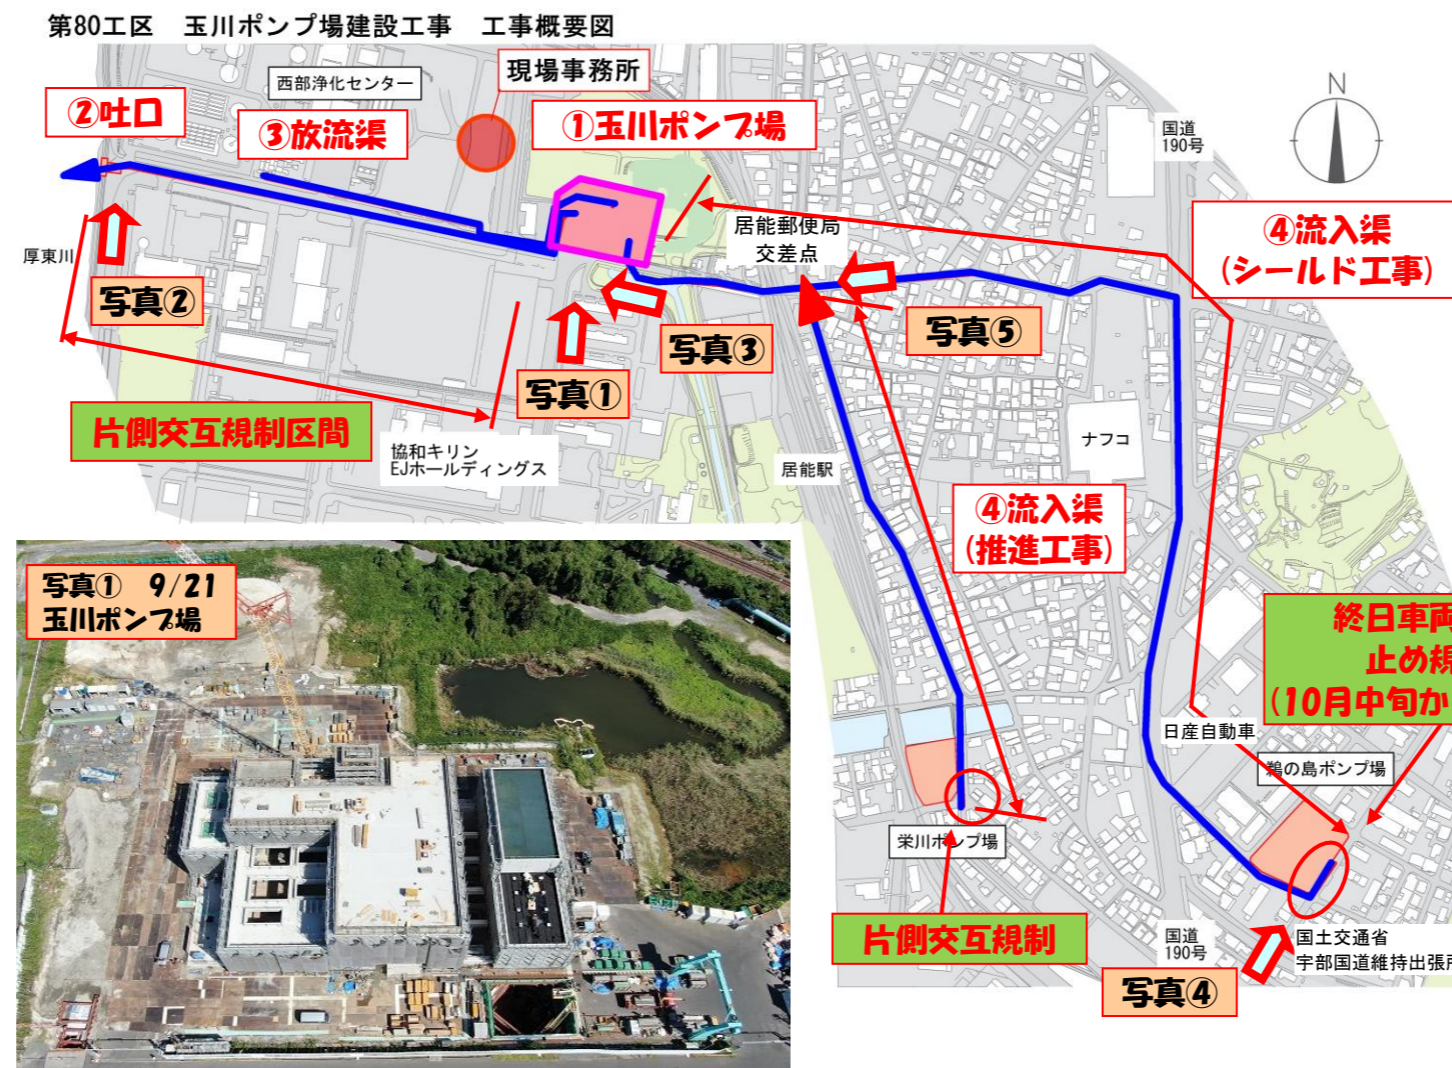 第80工区　玉川ポンプ場建設工事　工事概要図
西部浄化センター
現場事務所
②吐口
③放流渠
①玉川ポンプ場
国道
190号
N
居能郵便局
交差点
④流入渠
(シールド工事)
厚東川
写真②
写真③
写真⑤
写真①
片側交互規制区間
協和キリン
EJホールディングス
居能駅
ナフコ
④流入渠
(推進工事)
写真①　9/21
玉川ポンプ場
終日車両
止め規
(10月中旬か
日産自動車
鵜の島ポンプ場
栄川ポンプ場
片側交互規制
国道
190号
国土交通省
宇部国道維持出張所
写真④